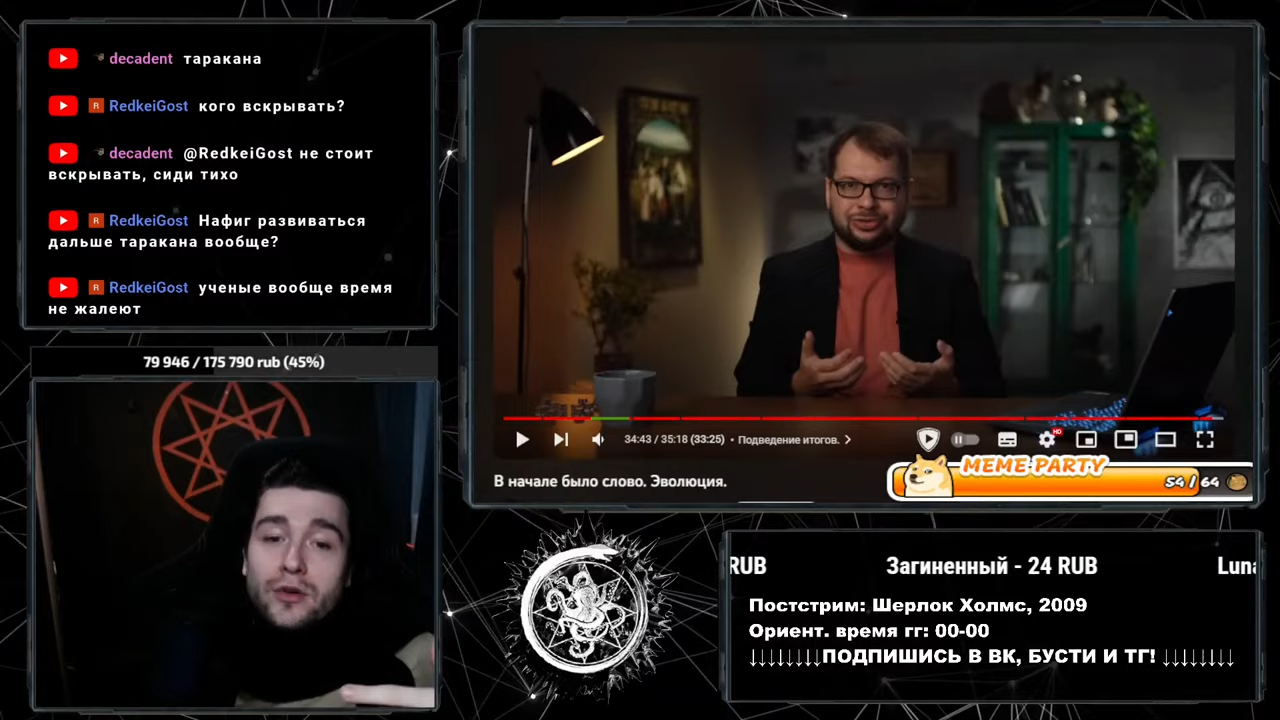 decadent таракана
R RedkeiGost кого вскрывать?
decadent @RedkeiGost не стоит
вскрывать, сиди тихо
R RedkeiGost Нафиг развиваться
дальше таракана вообще?
R RedkeiGost ученые вообще время
не жалеют
79 946 / 175 790 rub (45%)
34:43 / 35:18 (33:25) • Подведение итогов.
HD
В начале было слово. Эволюция.
MEME PARTY
54 / 64
RUB Загиненный - 24 RUB Luna
Постстрим: Шерлок Холмс, 2009
Ориент. время гг: 00-00
↓↓↓↓↓↓↓↓ПОДПИШИСЬ В ВК, БУСТИ И ТГ! ↓↓↓↓↓↓↓↓